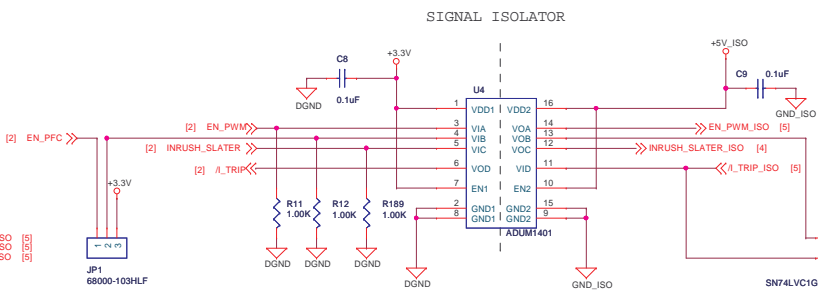 SIGNAL ISOLATOR
+3.3V
+5V_ISO
C8
C9
0.1uF
0.1uF
DGND
U4
GND_ISO
1 VDD1 VDD2 16
[2] EN_PFC
[2] EN_PWM
3 VIA VOA 14
EN_PWM_ISO [5]
4 VIB VOB 13
[2] INRUSH_SLATER
5 VIC VOC 12
INRUSH_SLATER_ISO [4]
[2] /I_TRIP
6 VOD VID 11
/I_TRIP_ISO [5]
+3.3V
7 EN1 EN2 10
R11
1.00K
R12
1.00K
R189
1.00K
2 GND1 GND2 15
8 GND1 GND2 9
ADUM1401
ISO [5]
ISO [5]
ISO [5]
1 2 3
DGND
DGND
DGND
JP1
68000-103HLF
DGND
GND_ISO
SN74LVC1G